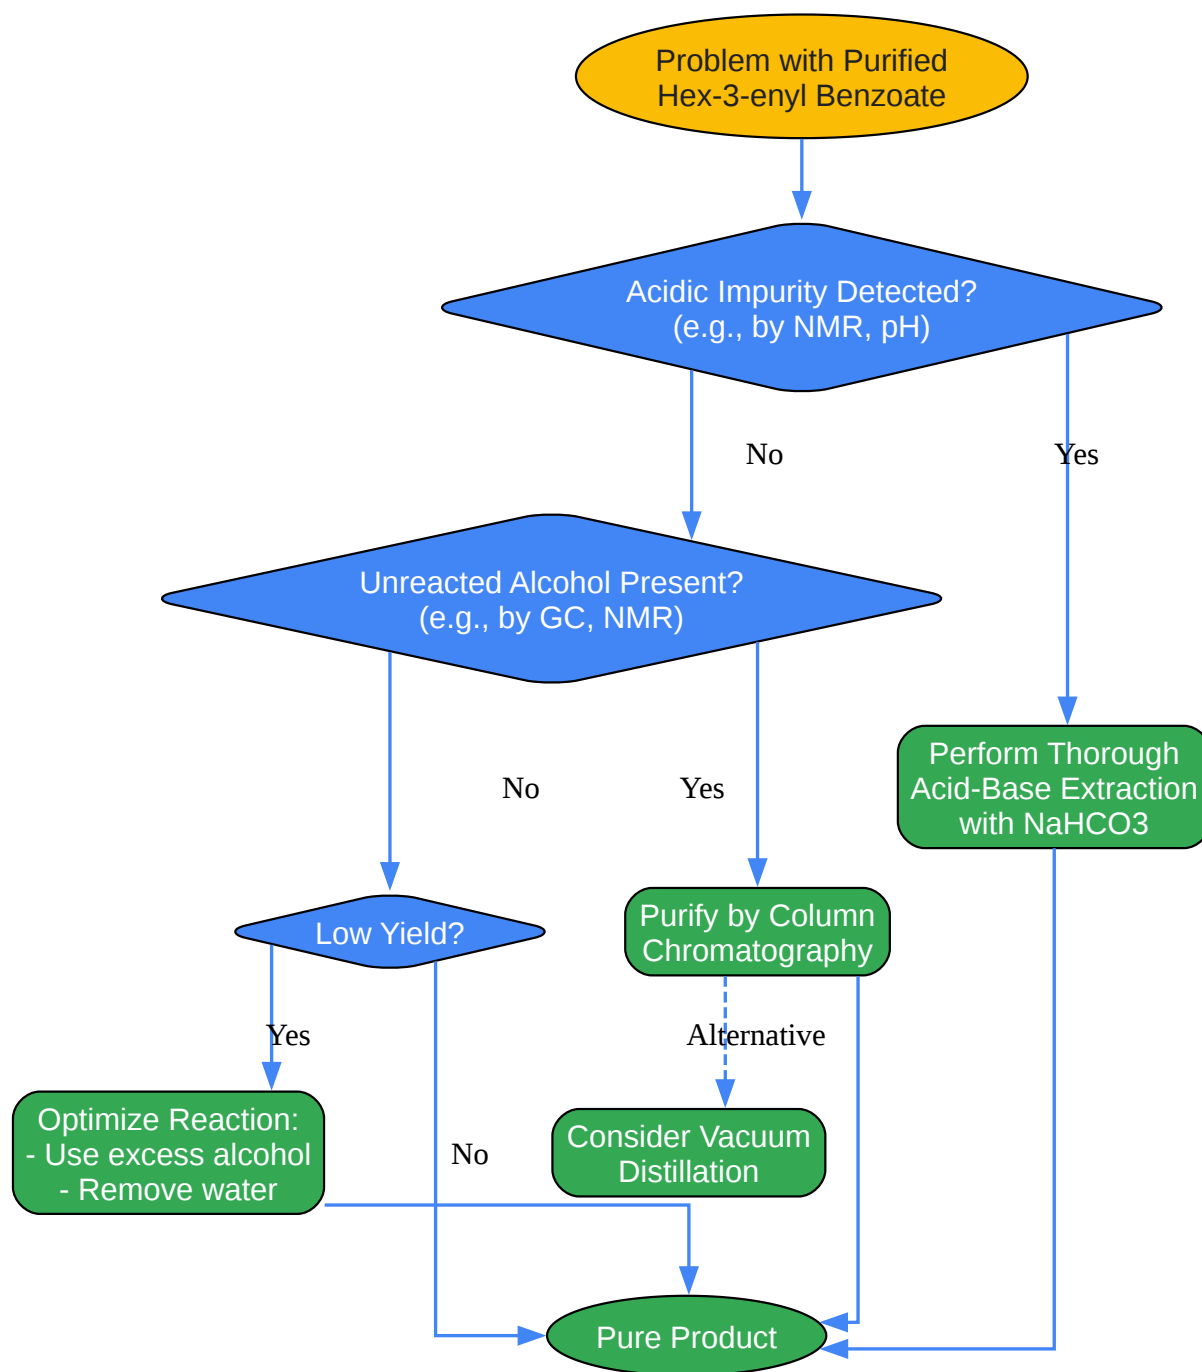 Problem with Purified
Hex-3-enyl Benzoate
Acidic Impurity Detected?
(e.g., by NMR, pH)
No
Yes
Unreacted Alcohol Present?
(e.g., by GC, NMR)
No
Yes
Perform Thorough
Acid-Base Extraction
with NaHCO3
Low Yield?
Purify by Column
Chromatography
Yes
Alternative
Optimize Reaction:
- Use excess alcohol
- Remove water
No
Consider Vacuum
Distillation
Pure Product